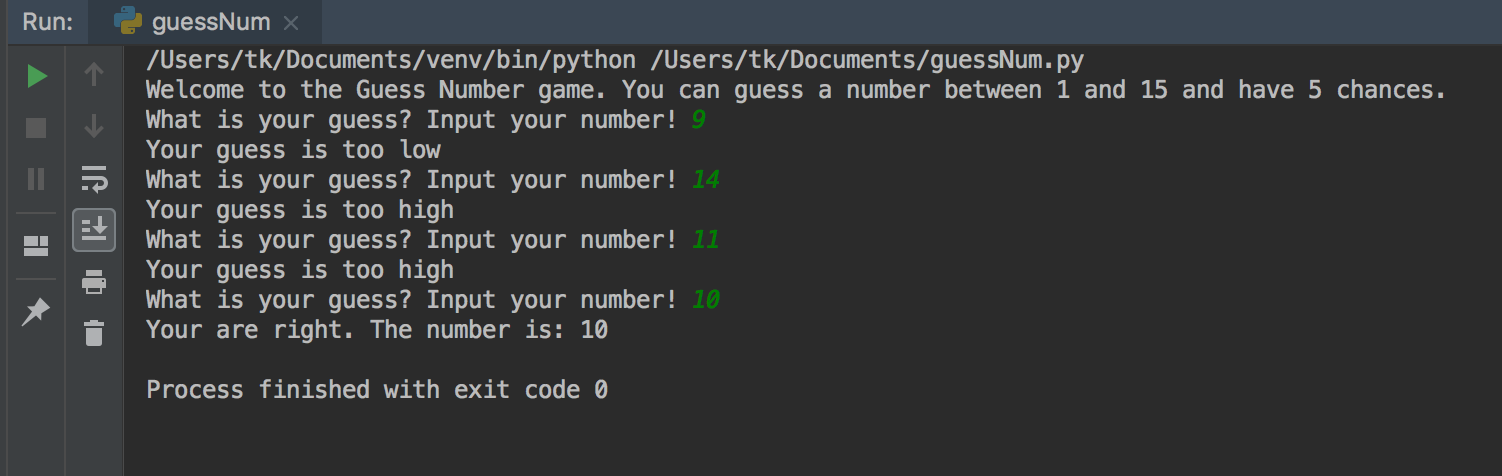 Run: guessNum
/Users/tk/Documents/venv/bin/python /Users/tk/Documents/guessNum.py
Welcome to the Guess Number game. You can guess a number between 1 and 15 and have 5 chances.
What is your guess? Input your number! 9
Your guess is too low
What is your guess? Input your number! 14
Your guess is too high
What is your guess? Input your number! 11
Your guess is too high
What is your guess? Input your number! 10
Your are right. The number is: 10
Process finished with exit code 0